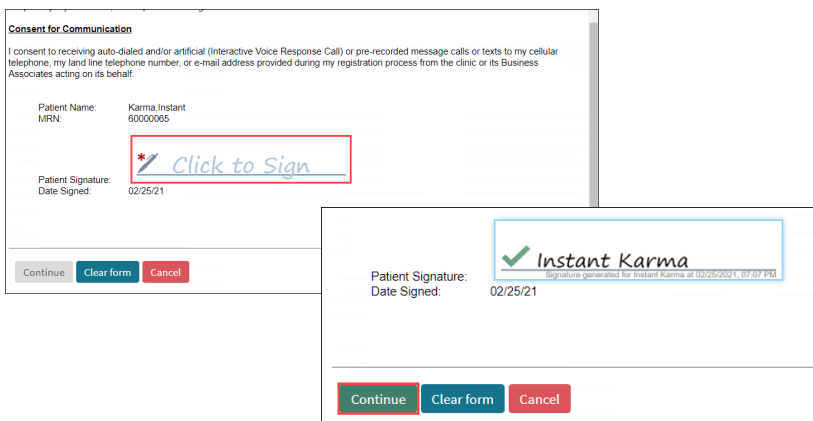 Consent for Communication
I consent to receiving auto-dialed and/or artificial (Interactive Voice Response Call) or pre-recorded message calls or texts to my cellular
telephone, my land line telephone number, or e-mail address provided during my registration process from the clinic or its Business
Associates acting on its behalf.
Patient Name: Karma,Instant
MRN: 60000065
* Click to Sign
Patient Signature:
Date Signed: 02/25/21
Continue Clear form Cancel
Instant Karma
Patient Signature: Signature generated for Instant Karma at 02/25/2021, 07:07 PM
Date Signed: 02/25/21
Continue Clear form Cancel